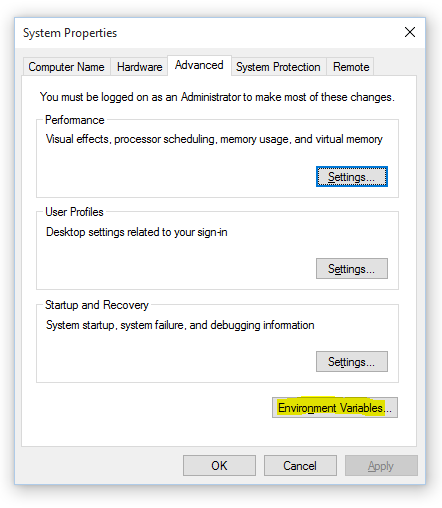 System Properties
Computer Name Hardware Advanced System Protection Remote
You must be logged on as an Administrator to make most of these changes.
Performance
Visual effects, processor scheduling, memory usage, and virtual memory
Settings...
User Profiles
Desktop settings related to your sign-in
Settings...
Startup and Recovery
System startup, system failure, and debugging information
Settings...
Environment Variables...
OK Cancel Apply